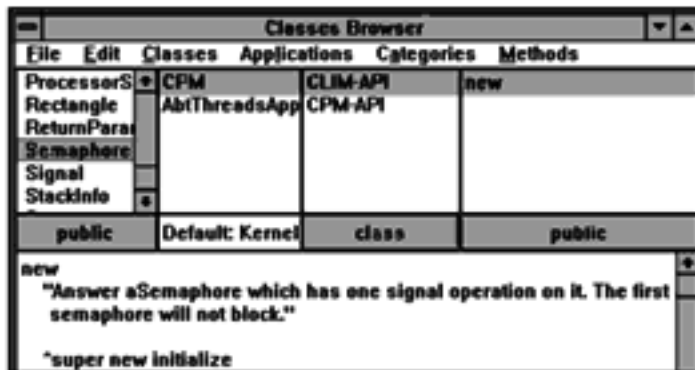 Classes Browser
File Edit Classes Applications Categories Methods
ProcessorS CPM CLIM-API new
Rectangle AbtThreadsApp CPM-API
ReturnParar
Semaphore
Signal
StackInfo
public Default: Kernel class public
new
"Answer aSemaphore which has one signal operation on it. The first
semaphore will not block."
^super new initialize